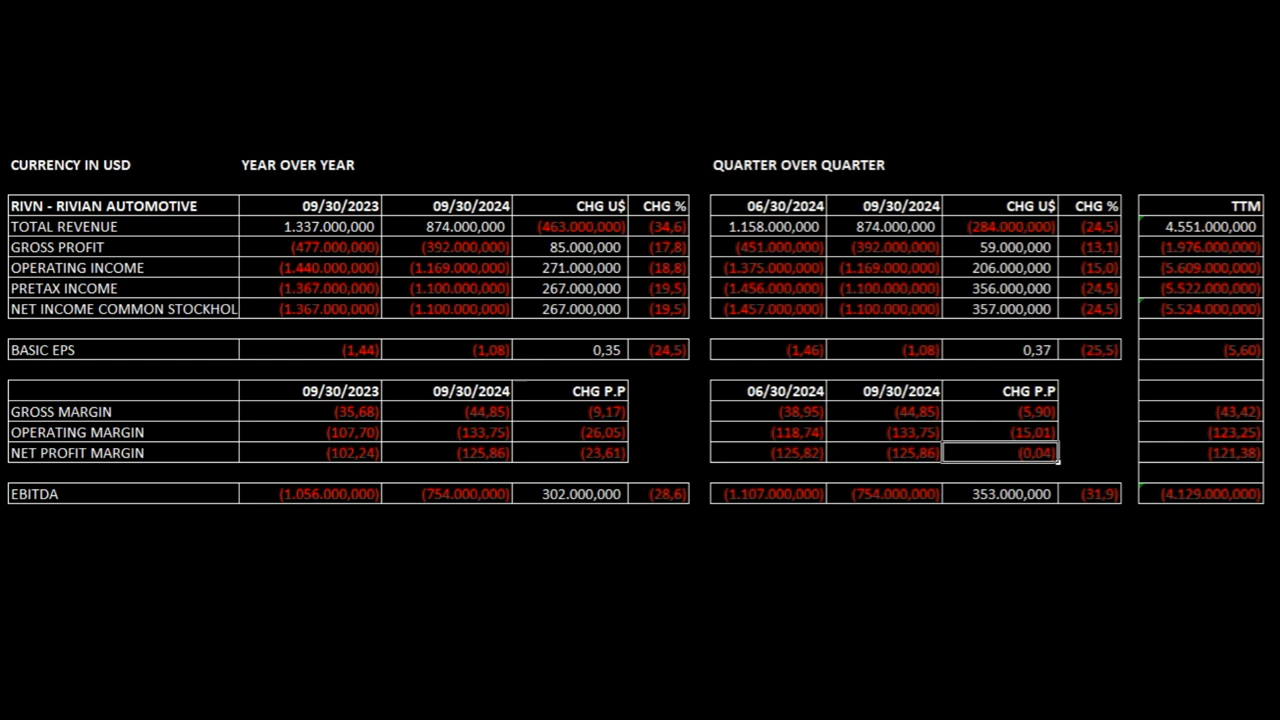 CURRENCY IN USD YEAR OVER YEAR QUARTER OVER QUARTER
RIVN - RIVIAN AUTOMOTIVE 09/30/2023 09/30/2024 CHG U$ CHG % 06/30/2024 09/30/2024 CHG U$ CHG % TTM
TOTAL REVENUE 1.337.000,000 874.000,000 (463.000,000) (34,6) 1.158.000,000 874.000,000 (284.000,000) (24,5) 4.551.000,000
GROSS PROFIT (477.000,000) (392.000,000) 85.000,000 (17,8) (451.000,000) (392.000,000) 59.000,000 (13,1) (1.976.000,000)
OPERATING INCOME (1.440.000,000) (1.169.000,000) 271.000,000 (18,8) (1.375.000,000) (1.169.000,000) 206.000,000 (15,0) (5.609.000,000)
PRETAX INCOME (1.367.000,000) (1.100.000,000) 267.000,000 (19,5) (1.456.000,000) (1.100.000,000) 356.000,000 (24,5) (5.522.000,000)
NET INCOME COMMON STOCKHOL (1.367.000,000) (1.100.000,000) 267.000,000 (19,5) (1.457.000,000) (1.100.000,000) 357.000,000 (24,5) (5.524.000,000)
BASIC EPS (1,44) (1,08) 0,35 (24,5) (1,46) (1,08) 0,37 (25,5) (5,60)
09/30/2023 09/30/2024 CHG P.P 06/30/2024 09/30/2024 CHG P.P
GROSS MARGIN (35,68) (44,85) (9,17) (38,95) (44,85) (5,90) (43,42)
OPERATING MARGIN (107,70) (133,75) (26,05) (118,74) (133,75) (15,01) (123,25)
NET PROFIT MARGIN (102,24) (125,86) (23,61) (125,82) (125,86) (0,04) (121,38)
EBITDA (1.056.000,000) (754.000,000) 302.000,000 (28,6) (1.107.000,000) (754.000,000) 353.000,000 (31,9) (4.129.000,000)